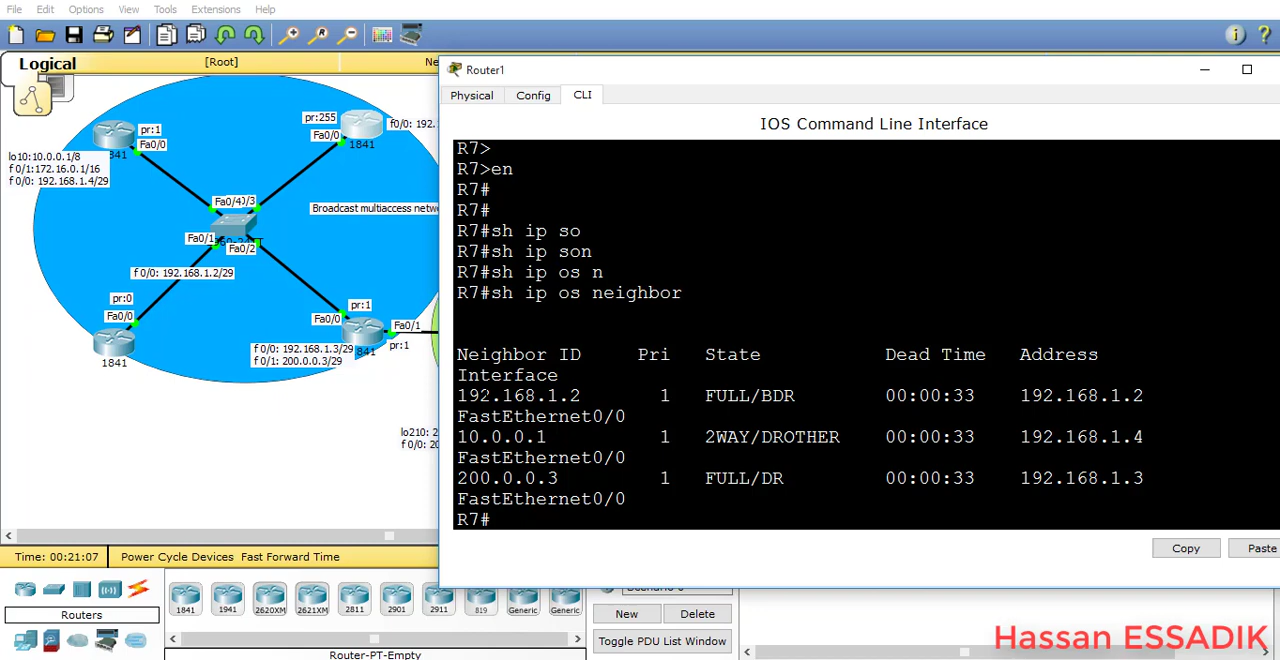 File Edit Options View Tools Extensions Help
Logical
[Root]
Router1
Physical Config CLI
IOS Command Line Interface
R7>
R7>en
R7#
R7#
R7#sh ip so
R7#sh ip son
R7#sh ip os n
R7#sh ip os neighbor
Neighbor ID Pri State Dead Time Address
Interface
192.168.1.2 1 FULL/BDR 00:00:33 192.168.1.2
FastEthernet0/0
10.0.0.1 1 2WAY/DROTHER 00:00:33 192.168.1.4
FastEthernet0/0
200.0.0.3 1 FULL/DR 00:00:33 192.168.1.3
FastEthernet0/0
R7#
Copy Paste
pr:1
Fa0/0
841
lo10:10.0.0.1/8
f 0/1:172.16.0.1/16
f 0/0: 192.168.1.4/29
pr:255
Fa0/0
1841
f0/0: 192.
Broadcast multiaccess netw
Fa0/4
Fa0/1
Fa0/2
f 0/0: 192.168.1.2/29
pr:0
Fa0/0
1841
pr:1
Fa0/0
Fa0/1
pr:1
841
f 0/0: 192.168.1.3/29
f 0/1: 200.0.0.3/29
lo210: 2
f 0/0: 20
Time: 00:21:07 Power Cycle Devices Fast Forward Time
Routers
1841 1941 2620XM 2621XM 2811 2901 2911 819 Generic Generic
Router-PT-Empty
New Delete
Toggle PDU List Window
Hassan ESSADIK